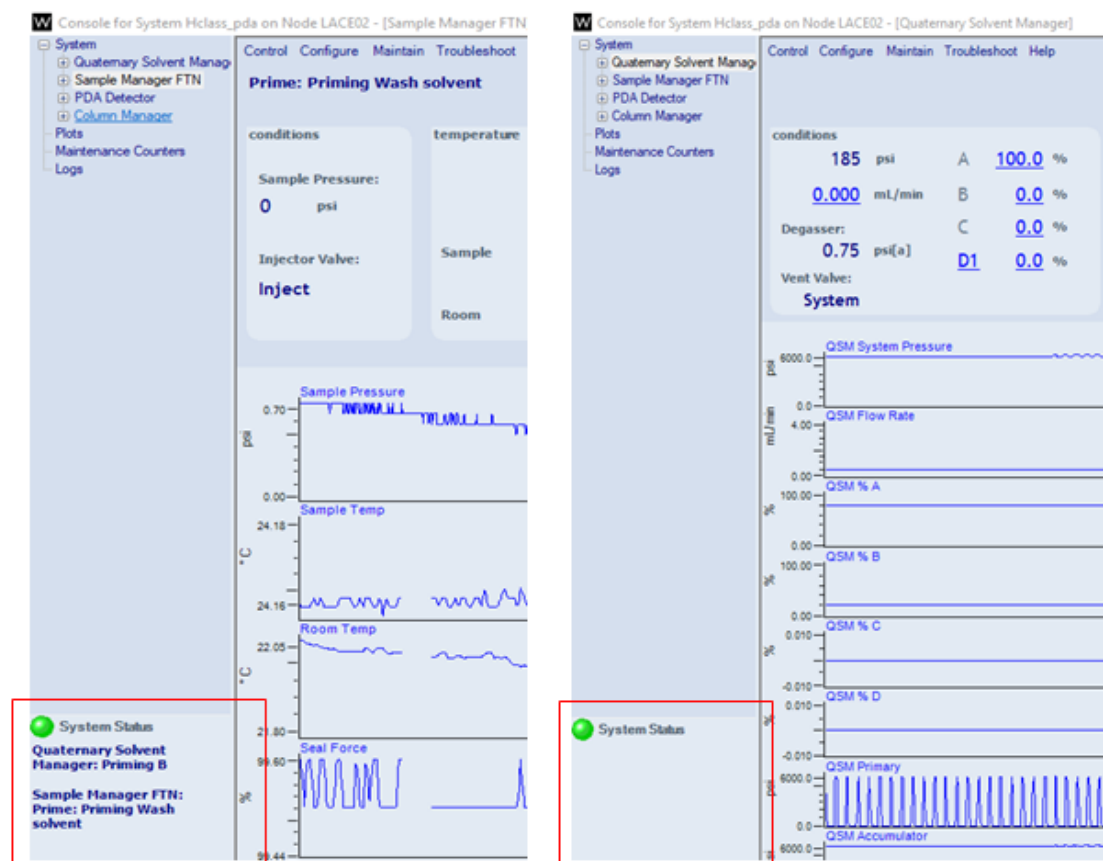 W Console for System Hclass_pda on Node LACE02 - [Sample Manager FTN
System
Quaternary Solvent Manag
Sample Manager FTN
PDA Detector
Column Manager
Plots
Maintenance Counters
Logs
Control Configure Maintain Troubleshoot
Prime: Priming Wash solvent
conditions
temperature
Sample Pressure:
0 psi
Injector Valve:
Inject
Sample
Room
Sample Pressure
0.70
psi
0.00
Sample Temp
24.18
°C
24.16
Room Temp
22.05
°C
21.80
Seal Force
99.60
%
99.44
System Status
Quaternary Solvent
Manager: Priming B
Sample Manager FTN:
Prime: Priming Wash
solvent
W Console for System Hclass_pda on Node LACE02 - [Quaternary Solvent Manager]
System
Quaternary Solvent Manag
Sample Manager FTN
PDA Detector
Column Manager
Plots
Maintenance Counters
Logs
Control Configure Maintain Troubleshoot Help
conditions
185 psi A 100.0 %
0.000 mL/min B 0.0 %
Degasser: C 0.0 %
0.75 psi[a] D1 0.0 %
Vent Valve:
System
QSM System Pressure
6000.0
psi
0.0
QSM Flow Rate
4.00
mL/min
0.00
QSM % A
100.00
%
0.00
QSM % B
100.00
%
0.00
QSM % C
0.010
%
-0.010
QSM % D
0.010
%
-0.010
QSM Primary
6000.0
psi
0.0
QSM Accumulator
6000.0
psi
System Status